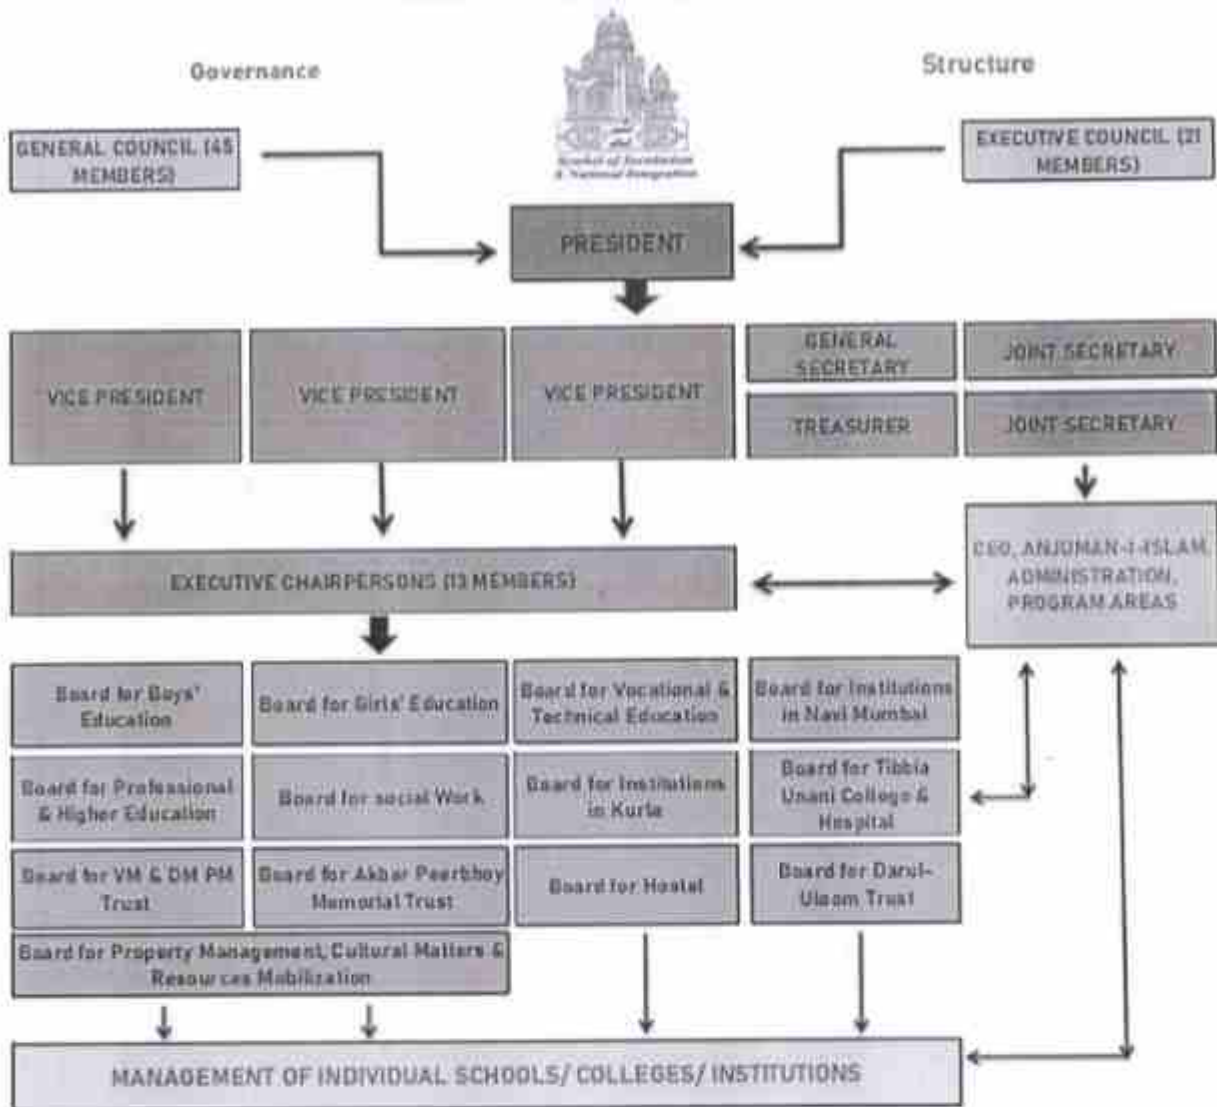 Governance
Structure
Symbol of Secularism
& National Integration
GENERAL COUNCIL (45
MEMBERS)
EXECUTIVE COUNCIL (21
MEMBERS)
PRESIDENT
VICE PRESIDENT
VICE PRESIDENT
VICE PRESIDENT
GENERAL
SECRETARY
JOINT SECRETARY
TREASURER
JOINT SECRETARY
EXECUTIVE CHAIRPERSONS (13 MEMBERS)
CEO, ANJUMAN-I-ISLAM,
ADMINISTRATION,
PROGRAM AREAS
Board for Boys'
Education
Board for Girls' Education
Board for Vocational &
Technical Education
Board for Institutions
in Navi Mumbai
Board for Professional
& Higher Education
Board for social Work
Board for Institutions
in Kurla
Board for Tibbia
Unani College &
Hospital
Board for VM & DM PM
Trust
Board for Akbar Peerbhoy
Memorial Trust
Board for Hostel
Board for Darul-
Uloom Trust
Board for Property Management, Cultural Matters &
Resources Mobilization
MANAGEMENT OF INDIVIDUAL SCHOOLS/ COLLEGES/ INSTITUTIONS